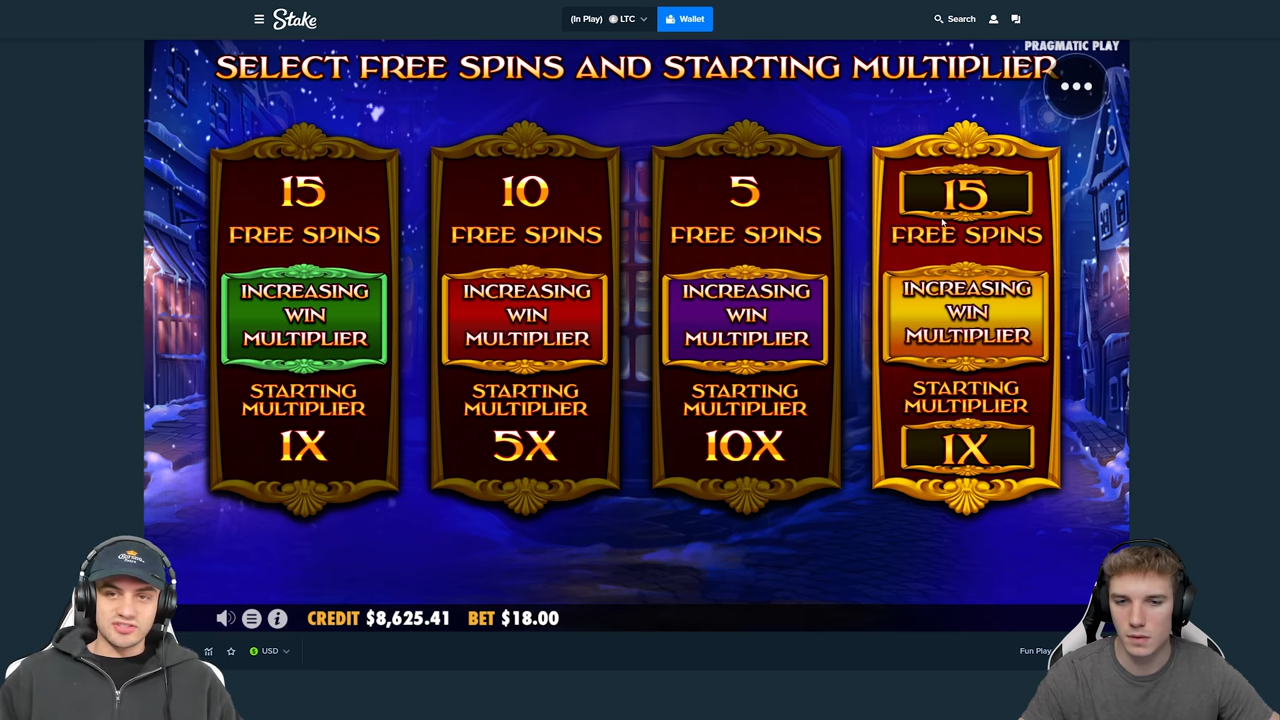 Stake
(In Play) LTC
Wallet
Search
PRAGMATIC PLAY
SELECT FREE SPINS AND STARTING MULTIPLIER
15
FREE SPINS
INCREASING
WIN
MULTIPLIER
STARTING
MULTIPLIER
1X
10
FREE SPINS
INCREASING
WIN
MULTIPLIER
STARTING
MULTIPLIER
5X
5
FREE SPINS
INCREASING
WIN
MULTIPLIER
STARTING
MULTIPLIER
10X
15
FREE SPINS
INCREASING
WIN
MULTIPLIER
STARTING
MULTIPLIER
1X
CREDIT $8,625.41 BET $18.00
USD
Fun Play